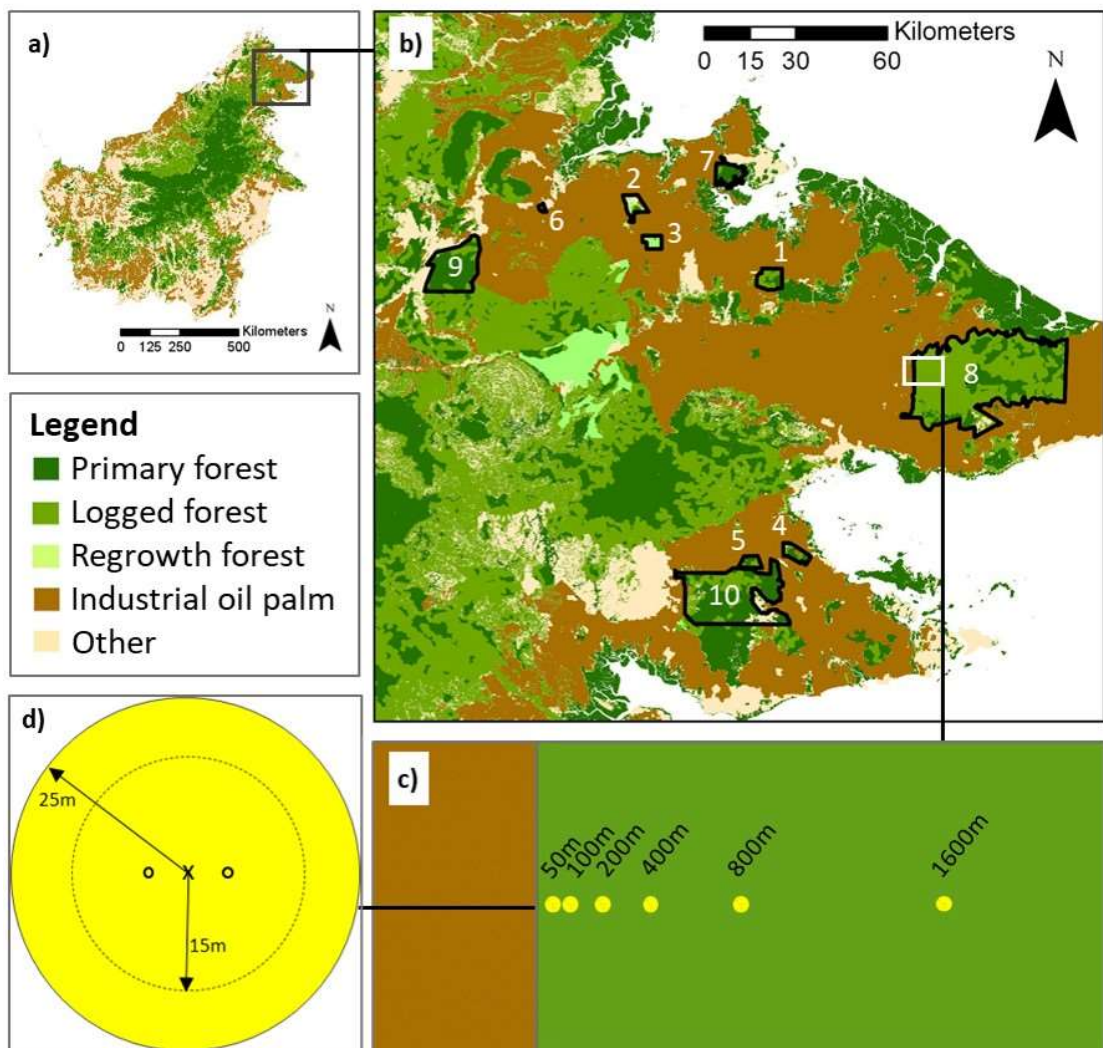 a)
N
Kilometers
0 125 250 500
b)
Kilometers
0 15 30 60
N
7
2
6
3
1
9
8
4
5
10
Legend
Primary forest
Logged forest
Regrowth forest
Industrial oil palm
Other
d)
25m
x
15m
c)
50m
100m
200m
400m
800m
1600m